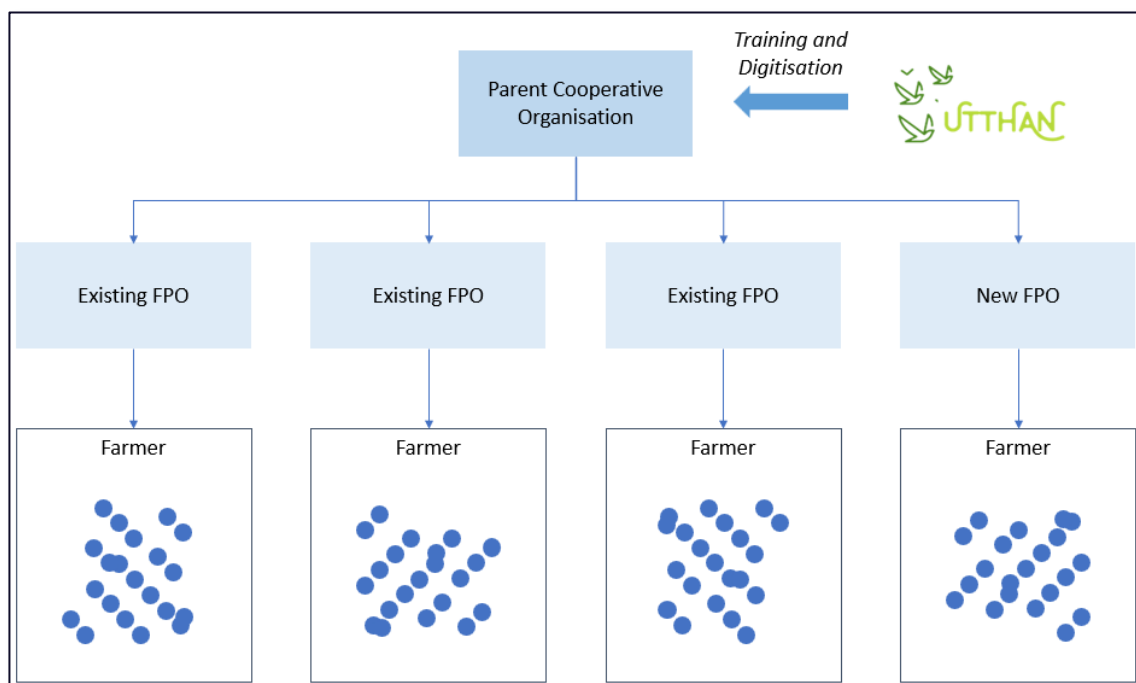 Training and
Digitisation
Parent Cooperative
Organisation
UTTHAN
Existing FPO
Existing FPO
Existing FPO
New FPO
Farmer
Farmer
Farmer
Farmer